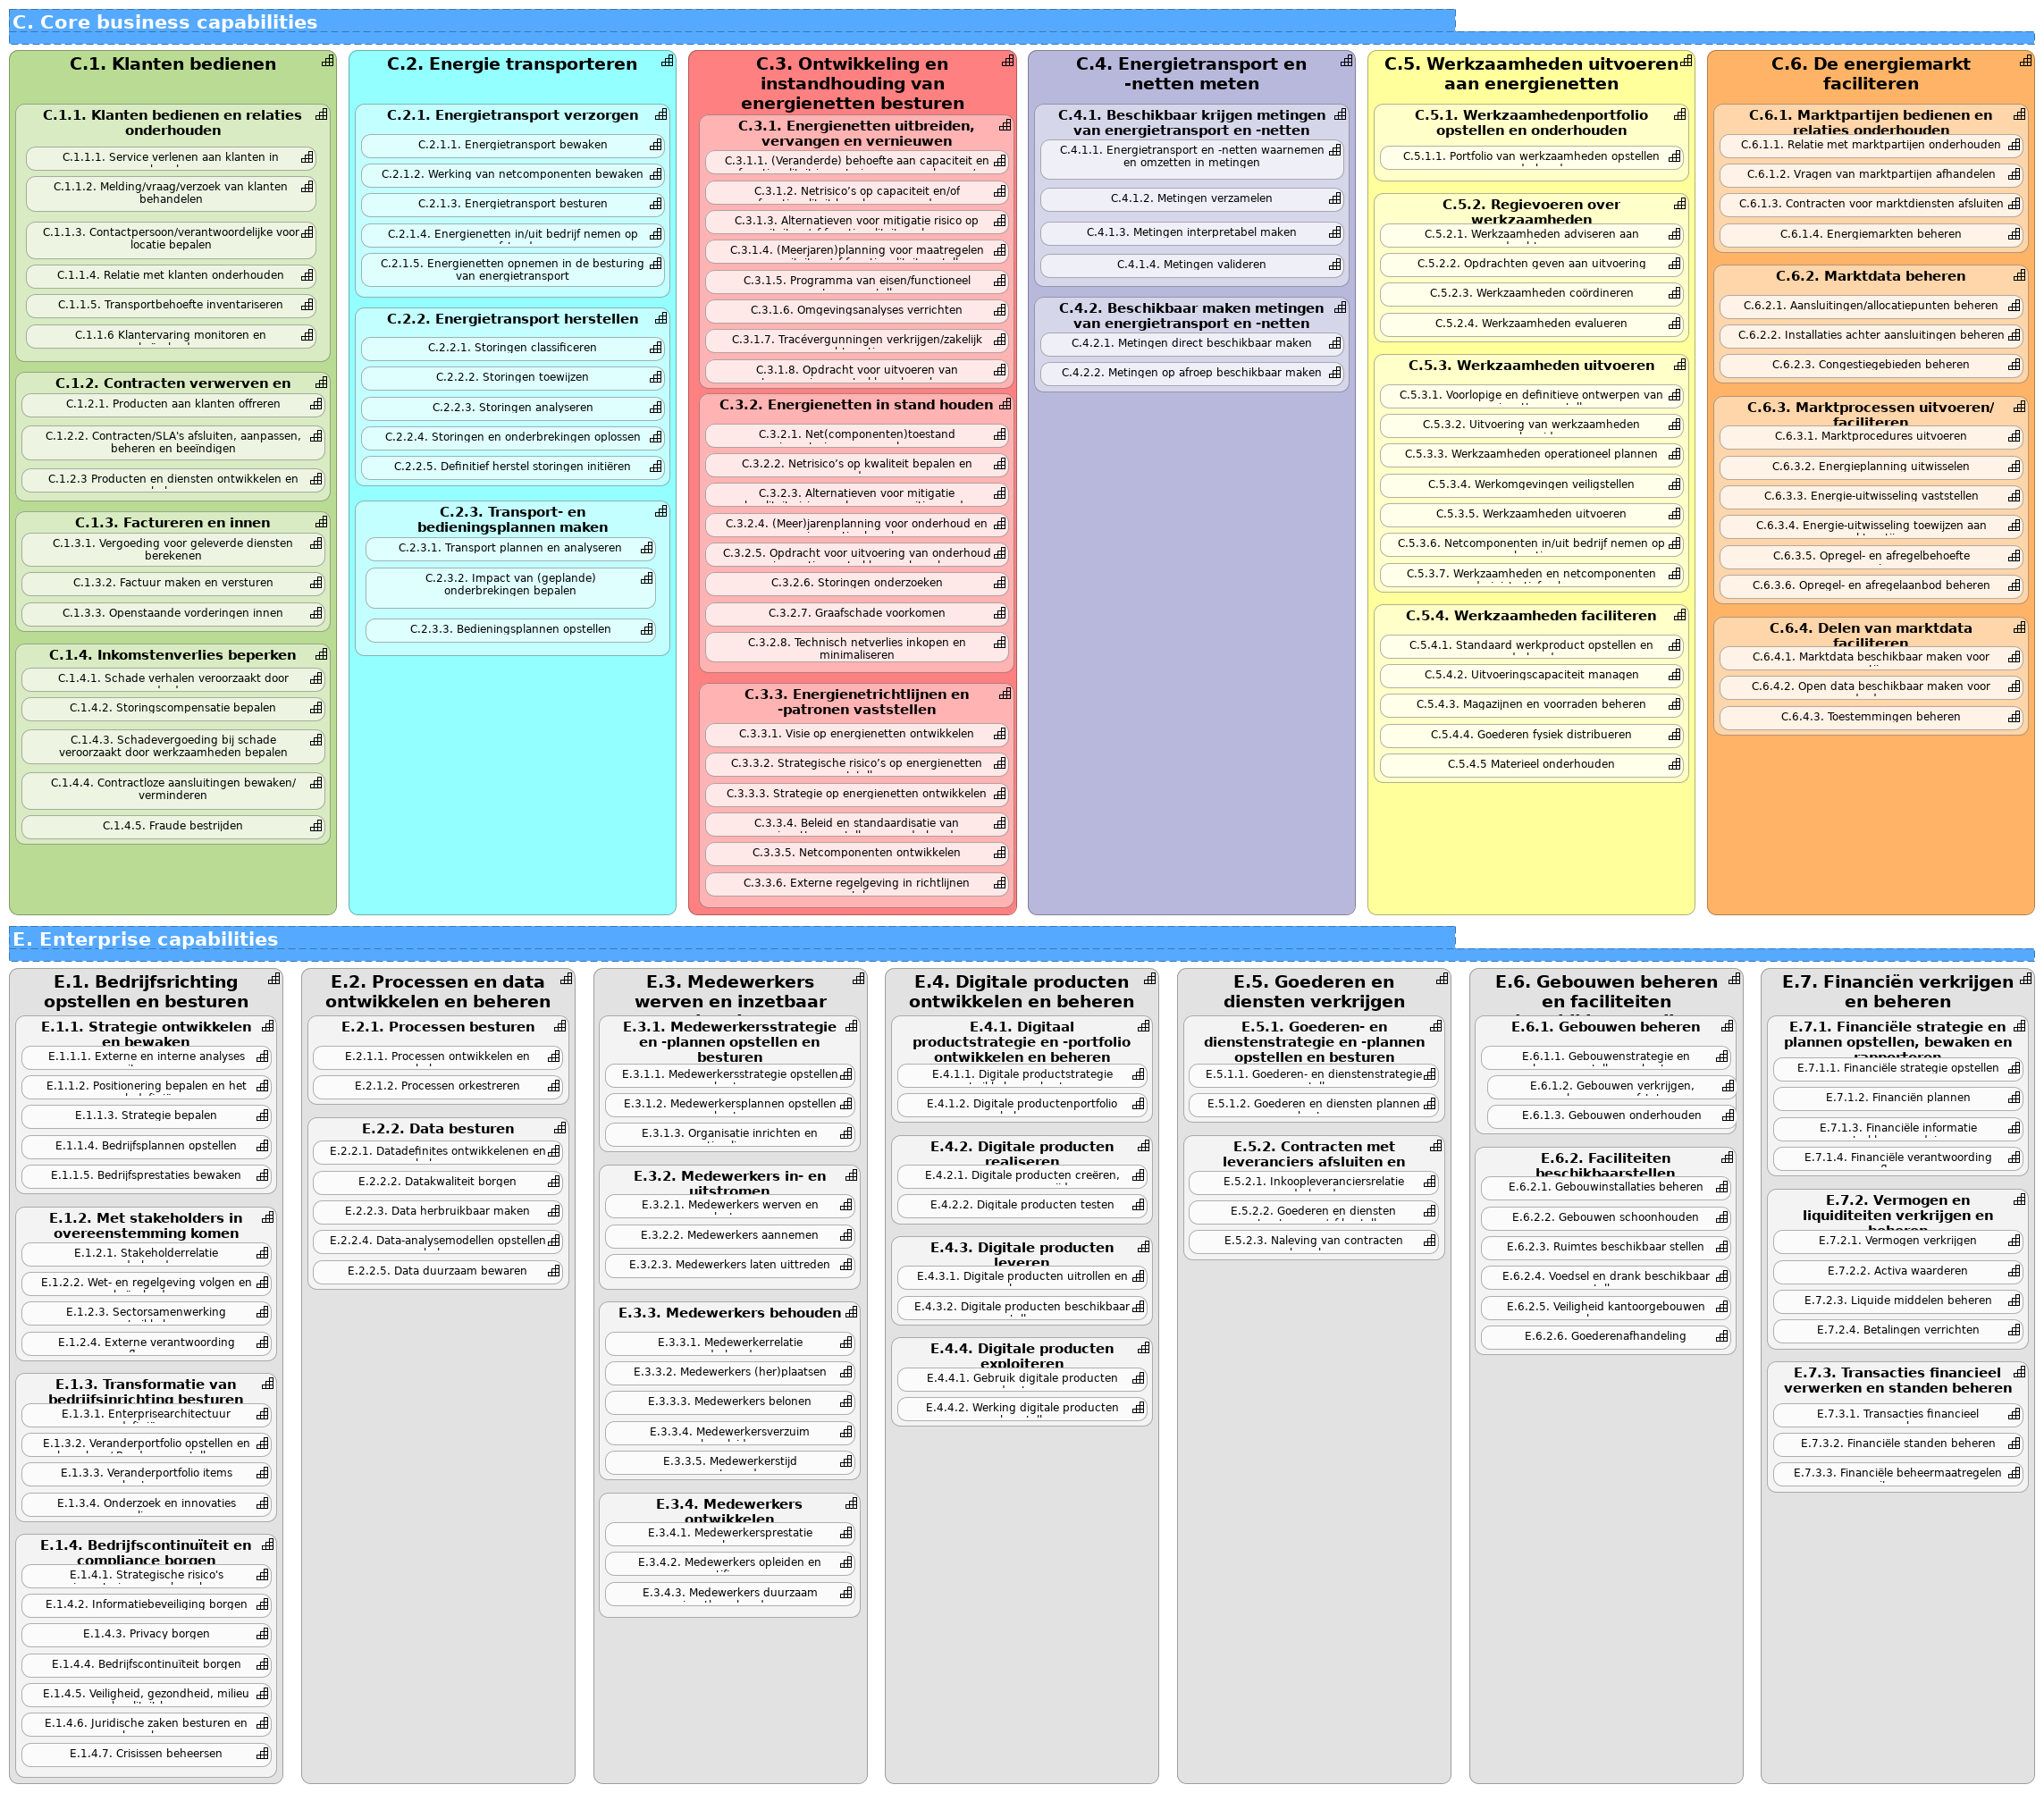 C. Core business capabilities
C.1. Klanten bedienen
C.1.1. Klanten bedienen en relaties
onderhouden
C.1.1.1. Service verlenen aan klanten in
C.1.1.2. Melding/vraag/verzoek van klanten
behandelen
C.1.1.3. Contactpersoon/verantwoordelijke voor
locatie bepalen
C.1.1.4. Relatie met klanten onderhouden
C.1.1.5. Transportbehoefte inventariseren
C.1.1.6 Klantervaring monitoren en
C.1.2. Contracten verwerven en
C.1.2.1. Producten aan klanten offreren
C.1.2.2. Contracten/SLA's afsluiten, aanpassen,
beheren en beeïndigen
C.1.2.3 Producten en diensten ontwikkelen en
C.1.3. Factureren en innen
C.1.3.1. Vergoeding voor geleverde diensten
berekenen
C.1.3.2. Factuur maken en versturen
C.1.3.3. Openstaande vorderingen innen
C.1.4. Inkomstenverlies beperken
C.1.4.1. Schade verhalen veroorzaakt door
C.1.4.2. Storingscompensatie bepalen
C.1.4.3. Schadevergoeding bij schade
veroorzaakt door werkzaamheden bepalen
C.1.4.4. Contractloze aansluitingen bewaken/
verminderen
C.1.4.5. Fraude bestrijden
C.2. Energie transporteren
C.2.1. Energietransport verzorgen
C.2.1.1. Energietransport bewaken
C.2.1.2. Werking van netcomponenten bewaken
C.2.1.3. Energietransport besturen
C.2.1.4. Energienetten in/uit bedrijf nemen op
C.2.1.5. Energienetten opnemen in de besturing
van energietransport
C.2.2. Energietransport herstellen
C.2.2.1. Storingen classificeren
C.2.2.2. Storingen toewijzen
C.2.2.3. Storingen analyseren
C.2.2.4. Storingen en onderbrekingen oplossen
C.2.2.5. Definitief herstel storingen initiëren
C.2.3. Transport- en
bedieningsplannen maken
C.2.3.1. Transport plannen en analyseren
C.2.3.2. Impact van (geplande)
onderbrekingen bepalen
C.2.3.3. Bedieningsplannen opstellen
C.3. Ontwikkeling en
instandhouding van
energienetten besturen
C.3.1. Energienetten uitbreiden,
vervangen en vernieuwen
C.3.1.1. (Veranderde) behoefte aan capaciteit en
C.3.1.2. Netrisico’s op capaciteit en/of
C.3.1.3. Alternatieven voor mitigatie risico op
C.3.1.4. (Meerjaren)planning voor maatregelen
C.3.1.5. Programma van eisen/functioneel
C.3.1.6. Omgevingsanalyses verrichten
C.3.1.7. Tracévergunningen verkrijgen/zakelijk
C.3.1.8. Opdracht voor uitvoeren van
C.3.2. Energienetten in stand houden
C.3.2.1. Net(componenten)toestand
C.3.2.2. Netrisico’s op kwaliteit bepalen en
C.3.2.3. Alternatieven voor mitigatie
C.3.2.4. (Meer)jarenplanning voor onderhoud en
C.3.2.5. Opdracht voor uitvoering van onderhoud
C.3.2.6. Storingen onderzoeken
C.3.2.7. Graafschade voorkomen
C.3.2.8. Technisch netverlies inkopen en
minimaliseren
C.3.3. Energienetrichtlijnen en
-patronen vaststellen
C.3.3.1. Visie op energienetten ontwikkelen
C.3.3.2. Strategische risico’s op energienetten
C.3.3.3. Strategie op energienetten ontwikkelen
C.3.3.4. Beleid en standaardisatie van
C.3.3.5. Netcomponenten ontwikkelen
C.3.3.6. Externe regelgeving in richtlijnen
C.4. Energietransport en
-netten meten
C.4.1. Beschikbaar krijgen metingen
van energietransport en -netten
C.4.1.1. Energietransport en -netten waarnemen
en omzetten in metingen
C.4.1.2. Metingen verzamelen
C.4.1.3. Metingen interpretabel maken
C.4.1.4. Metingen valideren
C.4.2. Beschikbaar maken metingen
van energietransport en -netten
C.4.2.1. Metingen direct beschikbaar maken
C.4.2.2. Metingen op afroep beschikbaar maken
C.5. Werkzaamheden uitvoeren
aan energienetten
C.5.1. Werkzaamhedenportfolio
opstellen en onderhouden
C.5.1.1. Portfolio van werkzaamheden opstellen
C.5.2. Regievoeren over
werkzaamheden
C.5.2.1. Werkzaamheden adviseren aan
C.5.2.2. Opdrachten geven aan uitvoering
C.5.2.3. Werkzaamheden coördineren
C.5.2.4. Werkzaamheden evalueren
C.5.3. Werkzaamheden uitvoeren
C.5.3.1. Voorlopige en definitieve ontwerpen van
C.5.3.2. Uitvoering van werkzaamheden
C.5.3.3. Werkzaamheden operationeel plannen
C.5.3.4. Werkomgevingen veiligstellen
C.5.3.5. Werkzaamheden uitvoeren
C.5.3.6. Netcomponenten in/uit bedrijf nemen op
C.5.3.7. Werkzaamheden en netcomponenten
C.5.4. Werkzaamheden faciliteren
C.5.4.1. Standaard werkproduct opstellen en
C.5.4.2. Uitvoeringscapaciteit managen
C.5.4.3. Magazijnen en voorraden beheren
C.5.4.4. Goederen fysiek distribueren
C.5.4.5 Materieel onderhouden
C.6. De energiemarkt
faciliteren
C.6.1. Marktpartijen bedienen en
relaties onderhouden
C.6.1.1. Relatie met marktpartijen onderhouden
C.6.1.2. Vragen van marktpartijen afhandelen
C.6.1.3. Contracten voor marktdiensten afsluiten
C.6.1.4. Energiemarkten beheren
C.6.2. Marktdata beheren
C.6.2.1. Aansluitingen/allocatiepunten beheren
C.6.2.2. Installaties achter aansluitingen beheren
C.6.2.3. Congestiegebieden beheren
C.6.3. Marktprocessen uitvoeren/
faciliteren
C.6.3.1. Marktprocedures uitvoeren
C.6.3.2. Energieplanning uitwisselen
C.6.3.3. Energie-uitwisseling vaststellen
C.6.3.4. Energie-uitwisseling toewijzen aan
C.6.3.5. Opregel- en afregelbehoefte
C.6.3.6. Opregel- en afregelaanbod beheren
C.6.4. Delen van marktdata
faciliteren
C.6.4.1. Marktdata beschikbaar maken voor
C.6.4.2. Open data beschikbaar maken voor
C.6.4.3. Toestemmingen beheren
E. Enterprise capabilities
E.1. Bedrijfsrichting
opstellen en besturen
E.1.1. Strategie ontwikkelen
en bewaken
E.1.1.1. Externe en interne analyses
E.1.1.2. Positionering bepalen en het
E.1.1.3. Strategie bepalen
E.1.1.4. Bedrijfsplannen opstellen
E.1.1.5. Bedrijfsprestaties bewaken
E.1.2. Met stakeholders in
overeenstemming komen
E.1.2.1. Stakeholderrelatie
E.1.2.2. Wet- en regelgeving volgen en
E.1.2.3. Sectorsamenwerking
E.1.2.4. Externe verantwoording
E.1.3. Transformatie van
bedrijfsinrichting besturen
E.1.3.1. Enterprisearchitectuur
E.1.3.2. Veranderportfolio opstellen en
E.1.3.3. Veranderportfolio items
E.1.3.4. Onderzoek en innovaties
E.1.4. Bedrijfscontinuïteit en
compliance borgen
E.1.4.1. Strategische risico's
E.1.4.2. Informatiebeveiliging borgen
E.1.4.3. Privacy borgen
E.1.4.4. Bedrijfscontinuïteit borgen
E.1.4.5. Veiligheid, gezondheid, milieu
E.1.4.6. Juridische zaken besturen en
E.1.4.7. Crisissen beheersen
E.2. Processen en data
ontwikkelen en beheren
E.2.1. Processen besturen
E.2.1.1. Processen ontwikkelen en
E.2.1.2. Processen orkestreren
E.2.2. Data besturen
E.2.2.1. Datadefinites ontwikkelenen en
E.2.2.2. Datakwaliteit borgen
E.2.2.3. Data herbruikbaar maken
E.2.2.4. Data-analysemodellen opstellen
E.2.2.5. Data duurzaam bewaren
E.3. Medewerkers
werven en inzetbaar
E.3.1. Medewerkersstrategie
en -plannen opstellen en
besturen
E.3.1.1. Medewerkersstrategie opstellen
E.3.1.2. Medewerkersplannen opstellen
E.3.1.3. Organisatie inrichten en
E.3.2. Medewerkers in- en
uitstromen
E.3.2.1. Medewerkers werven en
E.3.2.2. Medewerkers aannemen
E.3.2.3. Medewerkers laten uittreden
E.3.3. Medewerkers behouden
E.3.3.1. Medewerkerrelatie
E.3.3.2. Medewerkers (her)plaatsen
E.3.3.3. Medewerkers belonen
E.3.3.4. Medewerkersverzuim
E.3.3.5. Medewerkerstijd
E.3.4. Medewerkers
ontwikkelen
E.3.4.1. Medewerkersprestatie
E.3.4.2. Medewerkers opleiden en
E.3.4.3. Medewerkers duurzaam
E.4. Digitale producten
ontwikkelen en beheren
E.4.1. Digitaal
productstrategie en -portfolio
ontwikkelen en beheren
E.4.1.1. Digitale productstrategie
E.4.1.2. Digitale productenportfolio
E.4.2. Digitale producten
realiseren
E.4.2.1. Digitale producten creëren,
E.4.2.2. Digitale producten testen
E.4.3. Digitale producten
leveren
E.4.3.1. Digitale producten uitrollen en
E.4.3.2. Digitale producten beschikbaar
E.4.4. Digitale producten
exploiteren
E.4.4.1. Gebruik digitale producten
E.4.4.2. Werking digitale producten
E.5. Goederen en
diensten verkrijgen
E.5.1. Goederen- en
dienstenstrategie en -plannen
opstellen en besturen
E.5.1.1. Goederen- en dienstenstrategie
E.5.1.2. Goederen en diensten plannen
E.5.2. Contracten met
leveranciers afsluiten en
E.5.2.1. Inkoopleveranciersrelatie
E.5.2.2. Goederen en diensten
E.5.2.3. Naleving van contracten
E.6. Gebouwen beheren
en faciliteiten
E.6.1. Gebouwen beheren
E.6.1.1. Gebouwenstrategie en
E.6.1.2. Gebouwen verkrijgen,
E.6.1.3. Gebouwen onderhouden
E.6.2. Faciliteiten
beschikbaarstellen
E.6.2.1. Gebouwinstallaties beheren
E.6.2.2. Gebouwen schoonhouden
E.6.2.3. Ruimtes beschikbaar stellen
E.6.2.4. Voedsel en drank beschikbaar
E.6.2.5. Veiligheid kantoorgebouwen
E.6.2.6. Goederenafhandeling
E.7. Financiën verkrijgen
en beheren
E.7.1. Financiële strategie en
plannen opstellen, bewaken en
rapporteren
E.7.1.1. Financiële strategie opstellen
E.7.1.2. Financiën plannen
E.7.1.3. Financiële informatie
E.7.1.4. Financiële verantwoording
E.7.2. Vermogen en
liquiditeiten verkrijgen en
beheren
E.7.2.1. Vermogen verkrijgen
E.7.2.2. Activa waarderen
E.7.2.3. Liquide middelen beheren
E.7.2.4. Betalingen verrichten
E.7.3. Transacties financieel
verwerken en standen beheren
E.7.3.1. Transacties financieel
E.7.3.2. Financiële standen beheren
E.7.3.3. Financiële beheermaatregelen